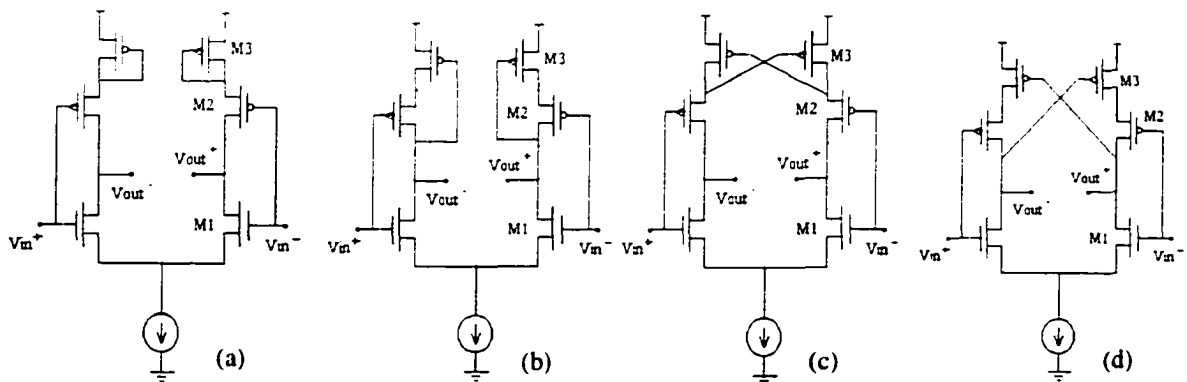 M3
M2
Vout +
Vout -
M1
Vin +
Vin -
(a)
M3
M2
Vout +
Vout
M1
Vin +
Vin -
(b)
M3
M2
Vout +
Vout
M1
Vin +
Vin -
(c)
M3
M2
Vout +
Vout
M1
Vin +
Vin -
(d)